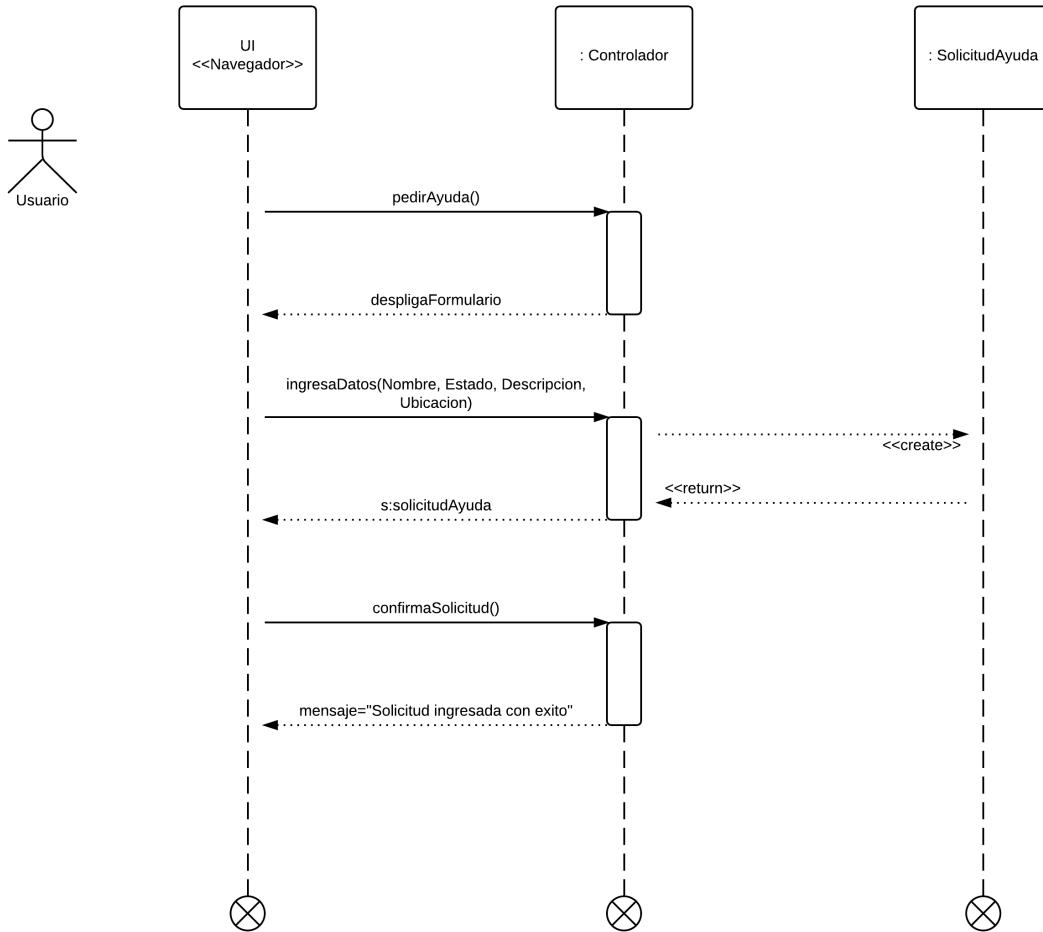 UI
<<Navegador>>
: Controlador
: SolicitudAyuda
Usuario
pedirAyuda()
despligaFormulario
ingresaDatos(Nombre, Estado, Descripcion,
Ubicacion)
<<create>>
<<return>>
s:solicitudAyuda
confirmaSolicitud()
mensaje="Solicitud ingresada con exito"